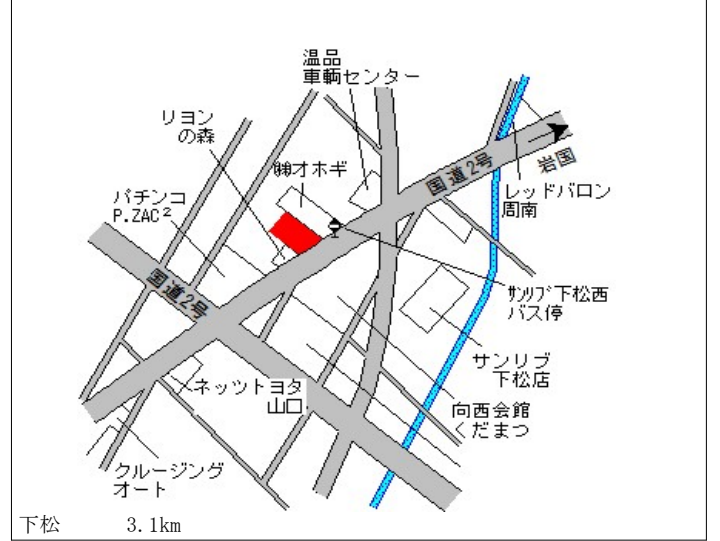 温品
車輌センター
リヨン
の森
㈱オホギ
国道2号
岩国
パチンコ
P.ZAC²
レッドバロン
周南
国道2号
ｻﾝﾘﾌﾞ下松西
バス停
サンリブ
下松店
ネッツトヨタ
山口
向西会館
くだまつ
クルージング
オート
下松 3.1km